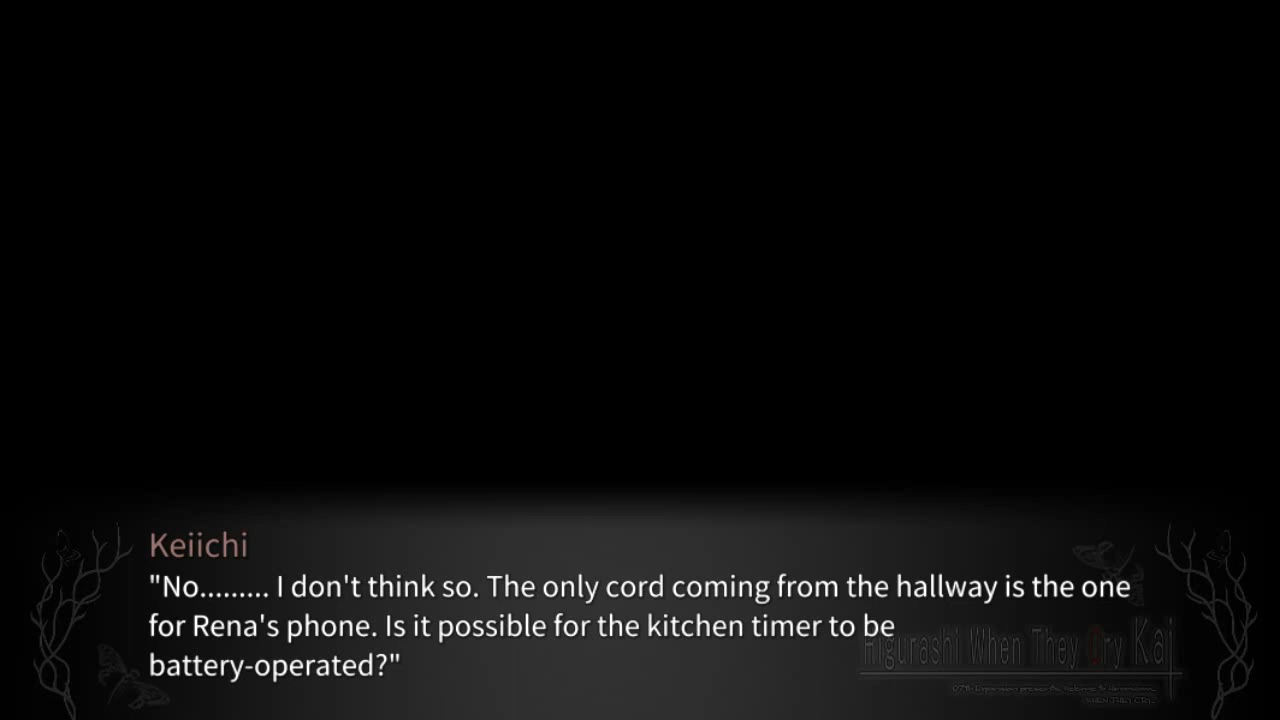 Keiichi
"No......... I don't think so. The only cord coming from the hallway is the one
for Rena's phone. Is it possible for the kitchen timer to be
battery-operated?"
Higurashi When They Cry Kai